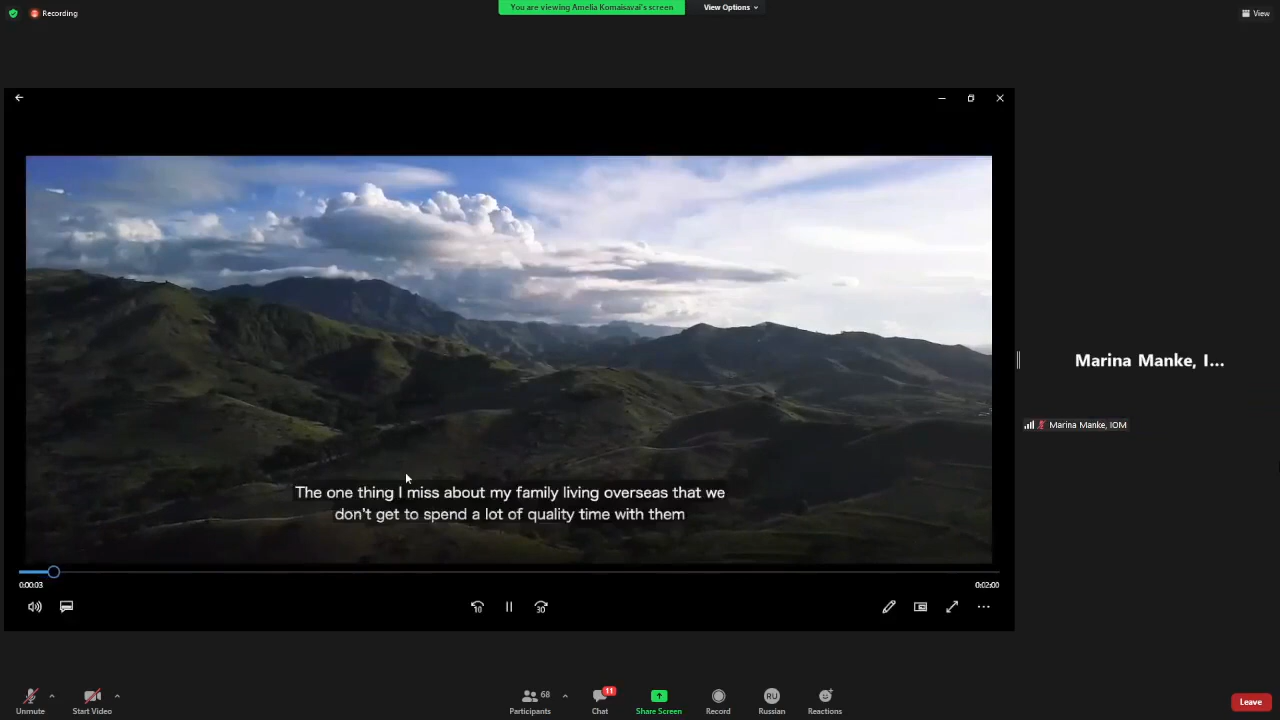 Recording
You are viewing Amelia Komaisavai's screen
View Options
View
The one thing I miss about my family living overseas that we
don't get to spend a lot of quality time with them
Marina Manke, I...
Marina Manke, IOM
0:00:03
0:02:00
10
30
Unmute
Start Video
68
Participants
11
Chat
Share Screen
Record
RU
Russian
Reactions
Leave